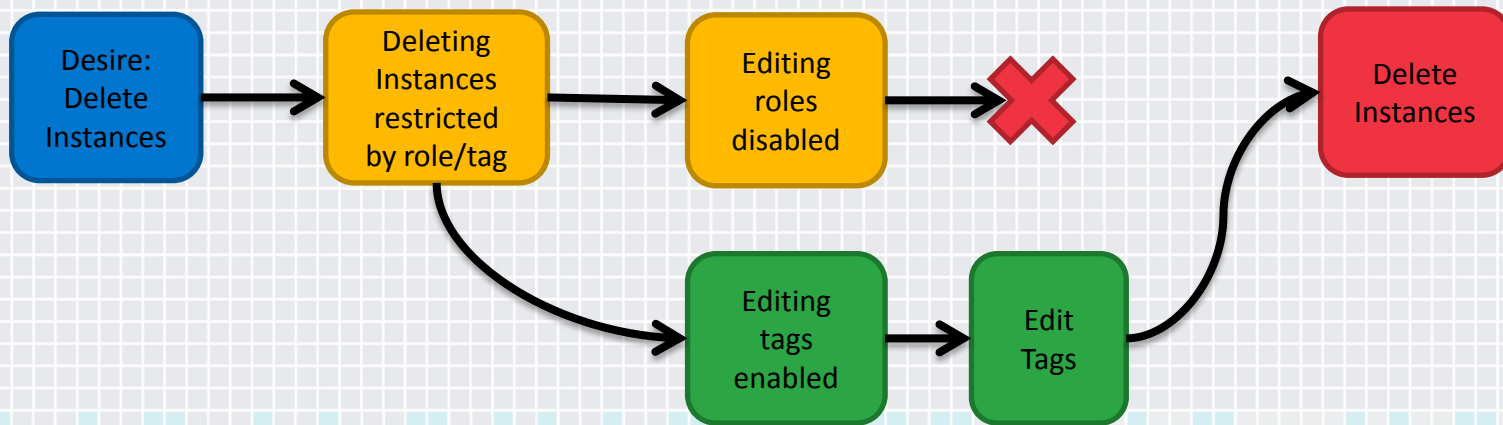 Desire:
Delete
Instances
Deleting
Instances
restricted
by role/tag
Editing
roles
disabled
Delete
Instances
Editing
tags
enabled
Edit
Tags